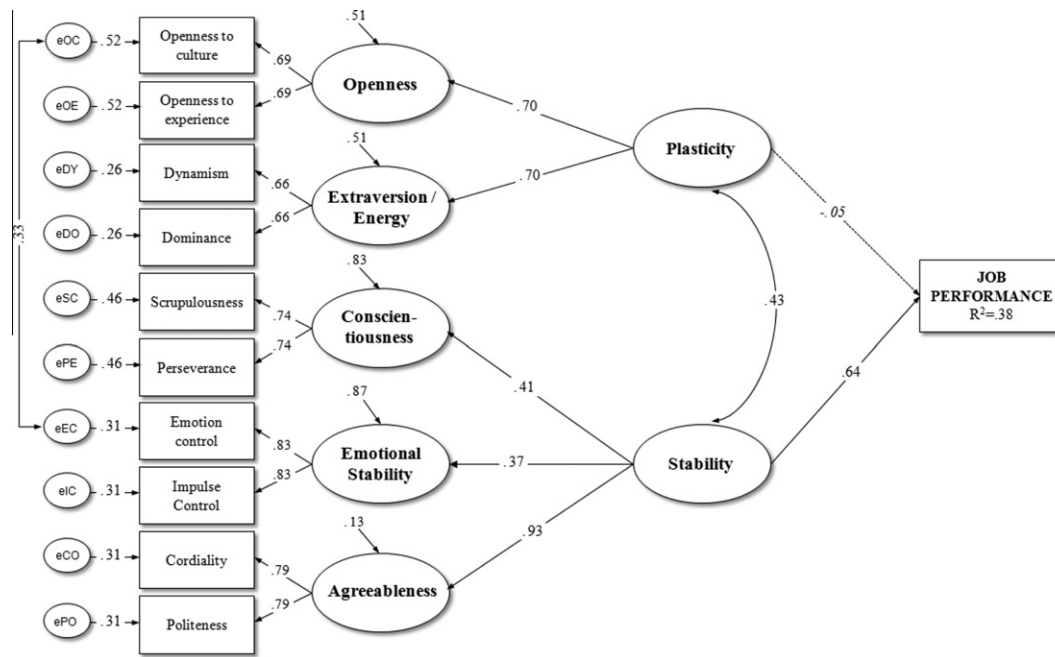 eOC
.52
Openness to
culture
.69
.51
Openness
eOE
.52
Openness to
experience
.69
.70
Plasticity
eDY
.26
Dynamism
.66
.51
Extraversion /
Energy
.70
eDO
.26
Dominance
.66
.33
-.05
eSC
.46
Scrupulousness
.74
.83
Conscien-
tiousness
.43
JOB
PERFORMANCE
R²=.38
ePE
.46
Perseverance
.74
.41
.64
eEC
.31
Emotion
control
.83
.87
Emotional
Stability
.37
Stability
eIC
.31
Impulse
Control
.83
.93
eCO
.31
Cordiality
.79
.13
Agreeableness
ePO
.31
Politeness
.79